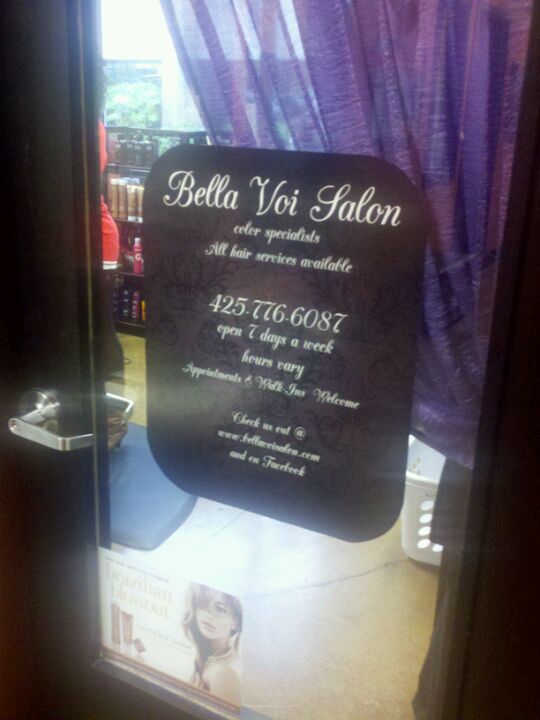 Bella Voi Salon
color specialists
All hair services available
425-776-6087
open 7 days a week
hours vary
Appointments & Walk-Ins Welcome
Check us out @
www.bellavoisalon.com
and on Facebook
brazilian
blowout